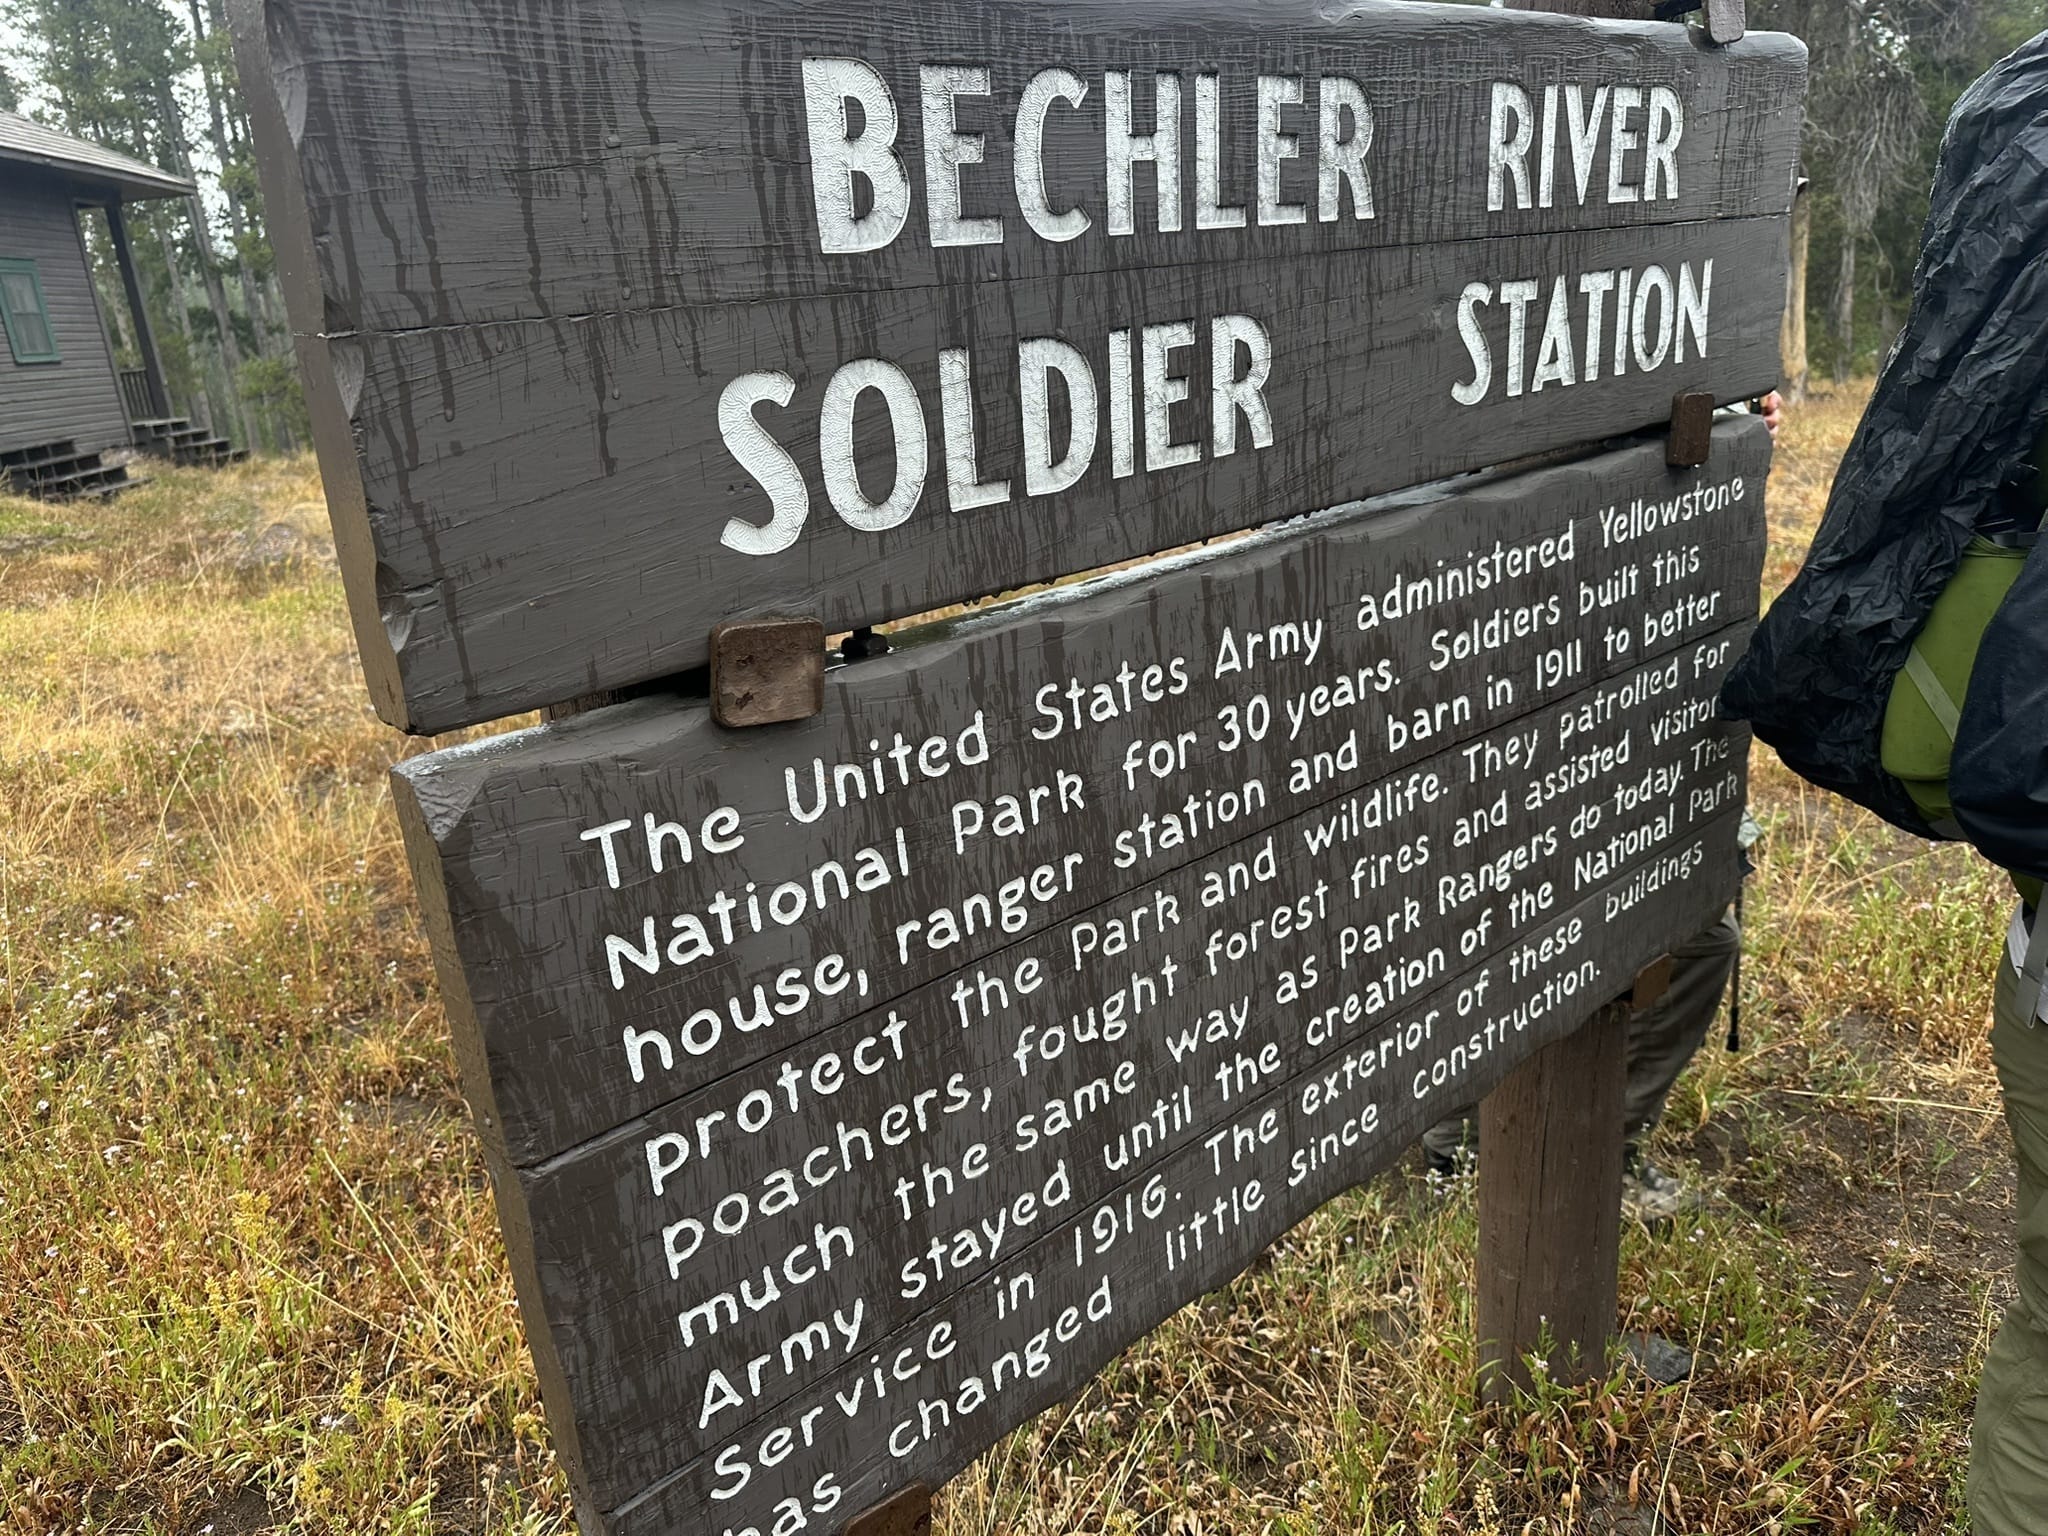 BECHLER RIVER
SOLDIER STATION
The United States Army administered Yellowstone
National Park for 30 years. Soldiers built this
house, ranger station and barn in 1911 to better
protect the Park and wildlife. They patrolled for
poachers, fought forest fires and assisted visitor
much the same way as Park Rangers do today. The
Army stayed until the creation of the National Park
Service in 1916. The exterior of these buildings
has changed little since construction.